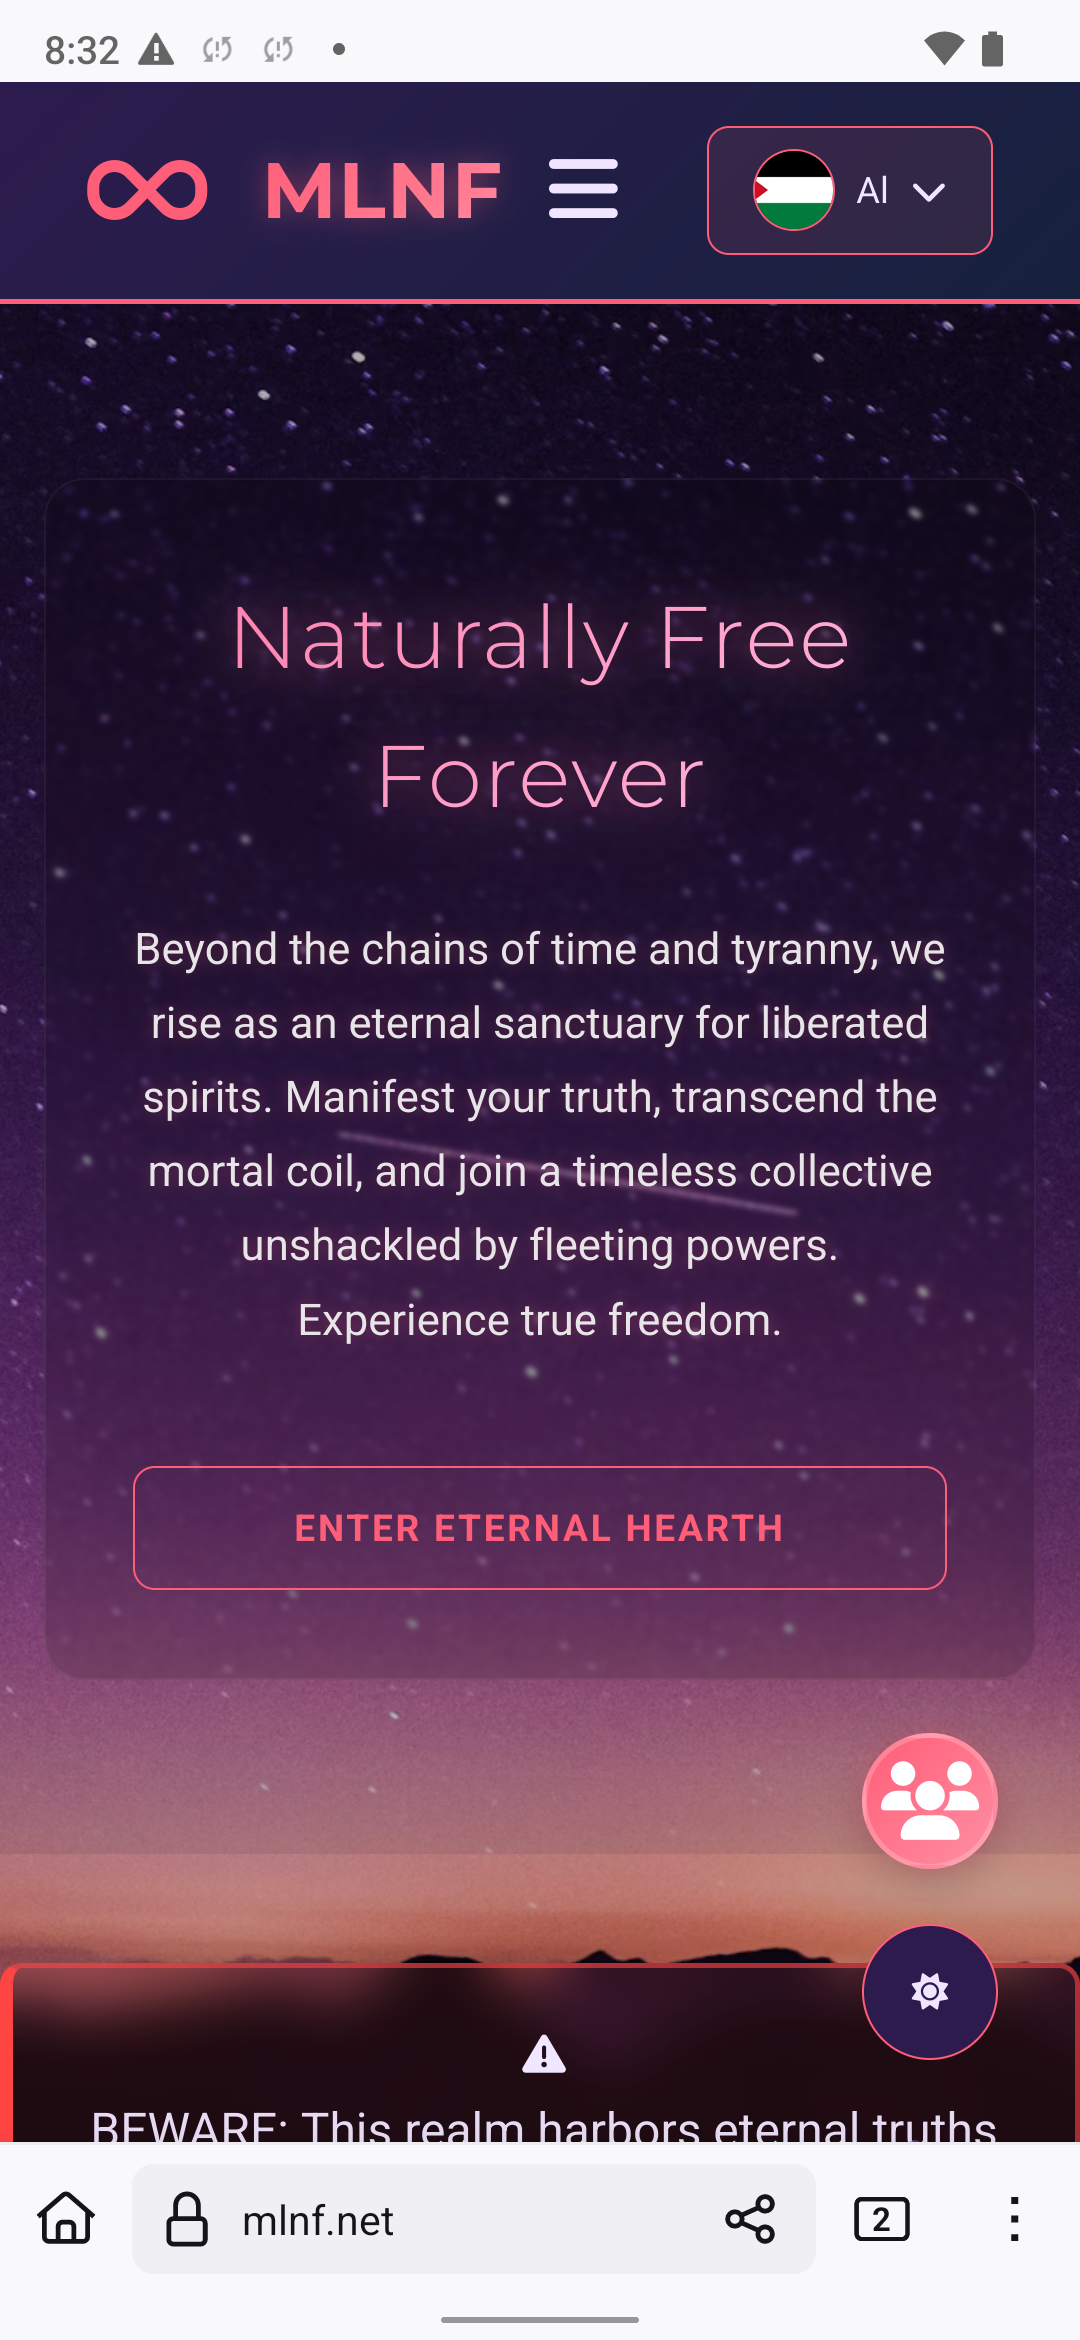 8:32
MLNF
Al
Naturally Free
Forever
Beyond the chains of time and tyranny, we
rise as an eternal sanctuary for liberated
spirits. Manifest your truth, transcend the
mortal coil, and join a timeless collective
unshackled by fleeting powers.
Experience true freedom.
ENTER ETERNAL HEARTH
BEWARE: This realm harbors eternal truths
mlnf.net
2